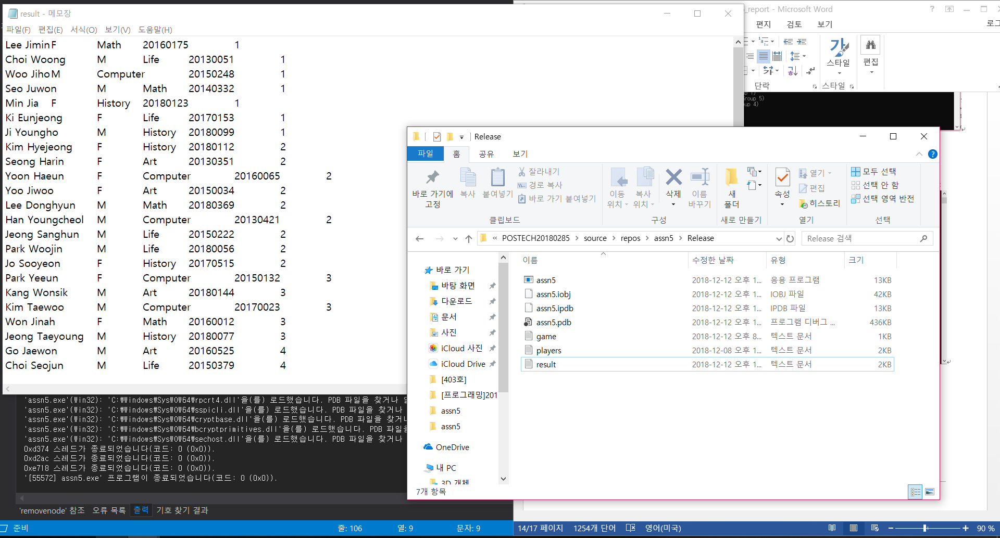 result - 메모장
파일(F) 편집(E) 서식(O) 보기(V) 도움말(H)
Lee Jimin F Math 20160175 1
Choi Woong M Life 20130051 1
Woo Jiho M Computer 20150248 1
Seo Juwon M Math 20140332 1
Min Jia F History 20180123 1
Ki Eunjeong F Life 20170153 1
Ji Youngho M History 20180099 1
Kim Hyejeong F History 20180112 2
Seong Harin F Art 20130351 2
Yoon Haeun F Computer 20160065 2
Yoo Jiwoo F Art 20150034 2
Lee Donghyun M Math 20180369 2
Han Youngcheol M Computer 20130421 2
Jeong Sanghun M Life 20150222 2
Park Woojin M Life 20180056 2
Jo Sooyeon F History 20170515 2
Park Yeeun F Computer 20150132 3
Kang Wonsik M Art 20180144 3
Kim Taewoo M Computer 20170023 3
Won Jinah F Math 20160012 3
Jeong Taeyoung M History 20180077 3
Go Jaewon M Art 20160525 4
Choi Seojun M Life 20150379 4
_report - Microsoft Word
편지 검토 보기 로그
스타일 편집
단락 스타일
Group 5)
up 4)
Release
파일 홈 공유 보기
바로 가기에 고정 복사 붙여넣기
잘라내기
경로 복사
바로 가기 붙여넣기
이동 위치 복사 위치 삭제 이름 바꾸기
새 폴더
속성
열기
편집
히스토리
모두 선택
선택 안 함
선택 영역 반전
클립보드 구성 새로 만들기 열기 선택
« POSTECH20180285 > source > repos > assn5 > Release
Release 검색
이름 수정한 날짜 유형 크기
assn5 2018-12-12 오후 1... 응용 프로그램 13KB
assn5.iobj 2018-12-12 오후 1... IOBJ 파일 42KB
assn5.ipdb 2018-12-12 오후 1... IPDB 파일 13KB
assn5.pdb 2018-12-12 오후 1... 프로그램 디버그 ... 436KB
game 2018-12-12 오후 8... 텍스트 문서 1KB
players 2018-12-08 오후 1... 텍스트 문서 2KB
result 2018-12-12 오후 1... 텍스트 문서 2KB
바로 가기
바탕 화면
다운로드
문서
사진
iCloud 사진
iCloud Drive
[403호]
[프로그래밍]201
assn5
assn5
OneDrive
내 PC
3D 개체
7개 항목
'assn5.exe'(Win32): 'C:\Windows\SysWOW64\rpcrt4.dll'을(를) 로드했습니다. PDB 파일을 찾거나
'assn5.exe'(Win32): 'C:\Windows\SysWOW64\sspicli.dll'을(를) 로드했습니다. PDB 파일을 찾거나
'assn5.exe'(Win32): 'C:\Windows\SysWOW64\cryptbase.dll'을(를) 로드했습니다. PDB 파일을 찾거나
'assn5.exe'(Win32): 'C:\Windows\SysWOW64\bcryptprimitives.dll'을(를) 로드했습니다. PDB 파일을
'assn5.exe'(Win32): 'C:\Windows\SysWOW64\sechost.dll'을(를) 로드했습니다. PDB 파일을 찾거나
0xd374 스레드가 종료되었습니다(코드: 0 (0x0)).
0xd2ac 스레드가 종료되었습니다(코드: 0 (0x0)).
0xe718 스레드가 종료되었습니다(코드: 0 (0x0)).
'[55572] assn5.exe' 프로그램이 종료되었습니다(코드: 0 (0x0)).
'removenode' 참조 오류 목록 출력 기호 찾기 결과
준비 줄: 106 열: 9 문자: 9
14/17 페이지 1254개 단어 영어(미국) 90 %